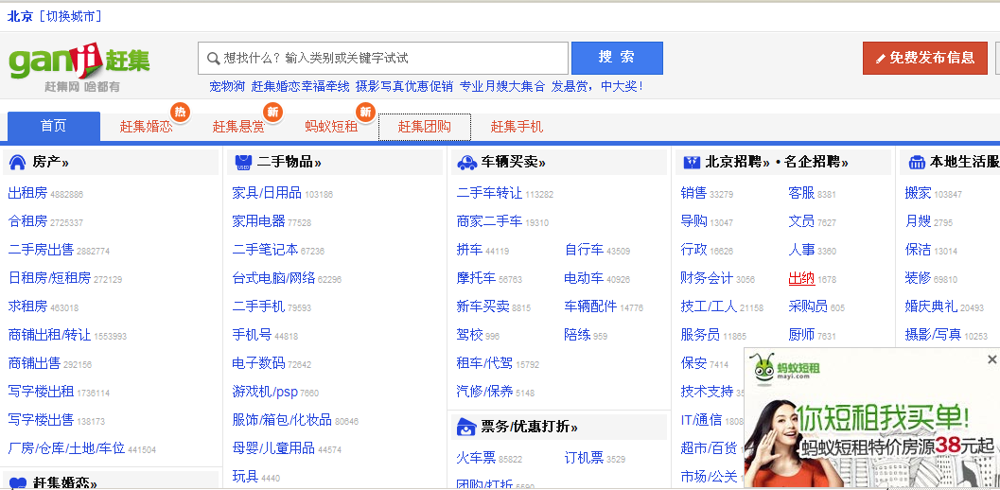 北京 [切换城市]
ganji 赶集
赶集网 啥都有
想找什么？输入类别或关键字试试
搜 索
免费发布信息
宠物狗 赶集婚恋幸福牵线 摄影写真优惠促销 专业月嫂大集合 发悬赏，中大奖！
首页 赶集婚恋 热 赶集悬赏 新 蚂蚁短租 新 赶集团购 赶集手机
房产»
出租房 4882886
合租房 2725337
二手房出售 2882774
日租房/短租房 272129
求租房 463018
商铺出租/转让 1553993
商铺出售 292156
写字楼出租 1736114
写字楼出售 138173
厂房/仓库/土地/车位 441504
赶集婚恋»
二手物品»
家具/日用品 103186
家用电器 77528
二手笔记本 67236
台式电脑/网络 62296
二手手机 79593
手机号 44818
电子数码 72642
游戏机/psp 7660
服饰/箱包/化妆品 80646
母婴/儿童用品 44574
玩具 4440
车辆买卖»
二手车转让 113282
商家二手车 19310
拼车 44119 自行车 43509
摩托车 56763 电动车 40926
新车买卖 8815 车辆配件 14776
驾校 996 陪练 959
租车/代驾 15792
汽修/保养 5148
票务/优惠打折»
火车票 85822 订机票 3529
团购/打折
北京招聘» • 名企招聘»
销售 33279 客服 8381
导购 13047 文员 7627
行政 16626 人事 3360
财务会计 3056 出纳 1678
技工/工人 21158 采购员 605
服务员 11865 厨师 7631
保安 7414
技术支持
IT/通信
超市/百货
市场/公关
本地生活服
搬家 103847
月嫂 2795
保洁 13014
装修 69810
婚庆典礼 20493
摄影/写真 10253
蚂蚁短租
mayi.com
你短租我买单!
蚂蚁短租特价房源38元起